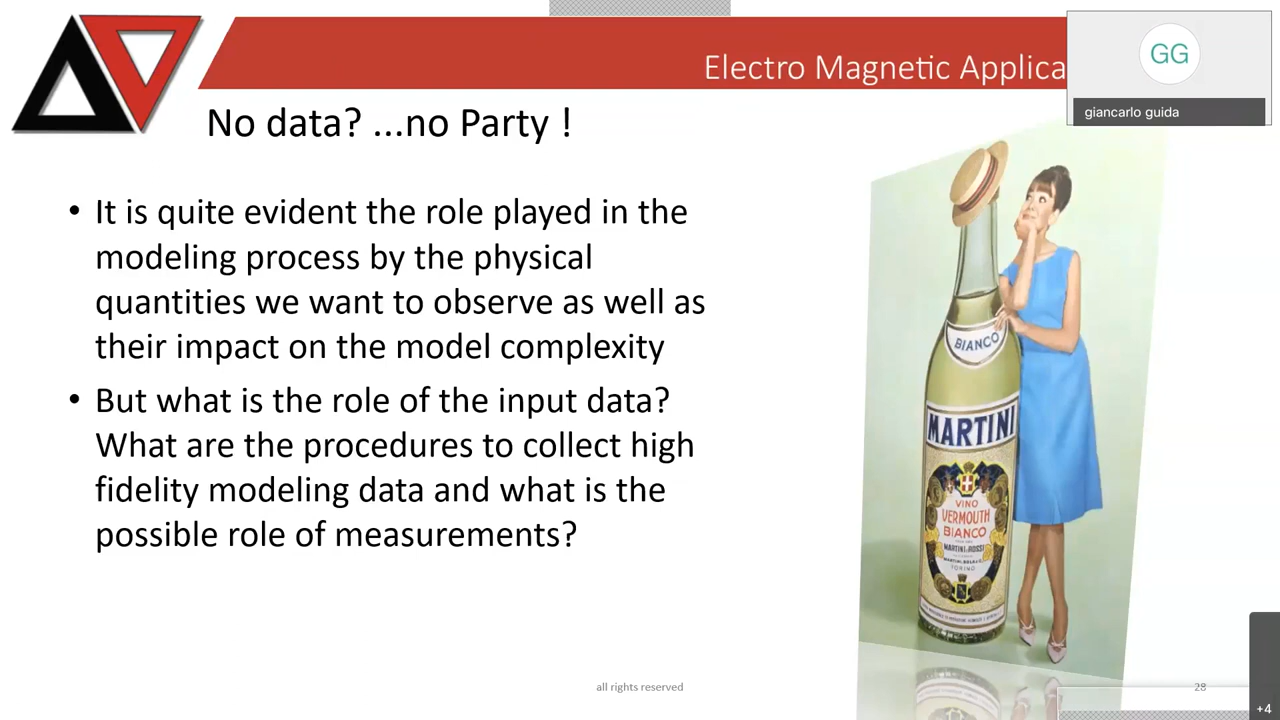 Electro Magnetic Applica
GG
giancarlo guida
No data? ...no Party !
• It is quite evident the role played in the
modeling process by the physical
quantities we want to observe as well as
their impact on the model complexity
• But what is the role of the input data?
What are the procedures to collect high
fidelity modeling data and what is the
possible role of measurements?
BIANCO
MARTINI
VINO
VERMOUTH
BIANCO
MARTINI & ROSSI
TORINO
all rights reserved
28
+4